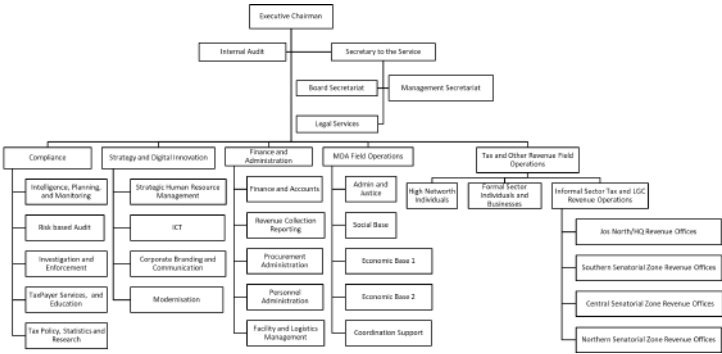 Executive Chairman
Internal Audit
Secretary to the Service
Board Secretariat
Management Secretariat
Legal Services
Compliance
Strategy and Digital Innovation
Finance and
Administration
MDA Field Operations
Tax and Other Revenue Field
Operations
Intelligence, Planning,
and Monitoring
Risk based Audit
Investigation and
Enforcement
TaxPayer Services, and
Education
Tax Policy, Statistics and
Research
Strategic Human Resource
Management
ICT
Corporate Branding and
Communication
Modernisation
Finance and Accounts
Revenue Collection
Reporting
Procurement
Administration
Personnel
Administration
Facility and Logistics
Management
Admin and
Justice
Social Base
Economic Base 1
Economic Base 2
Coordination Support
High Networth
Individuals
Formal Sector
Individuals and
Businesses
Informal Sector Tax and LGC
Revenue Operations
Jos North/HQ Revenue Offices
Southern Senatorial Zone Revenue Offices
Central Senatorial Zone Revenue Offices
Northern Senatorial Zone Revenue Offices